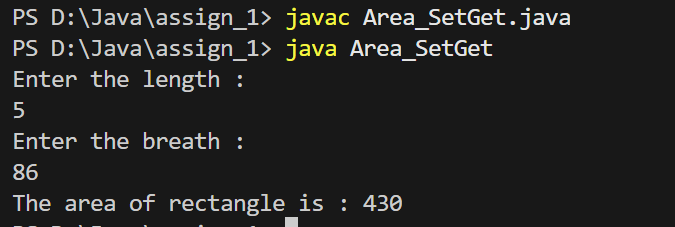 PS D:\Java\assign_1> javac Area_SetGet.java
PS D:\Java\assign_1> java Area_SetGet
Enter the length :
5
Enter the breath :
86
The area of rectangle is : 430